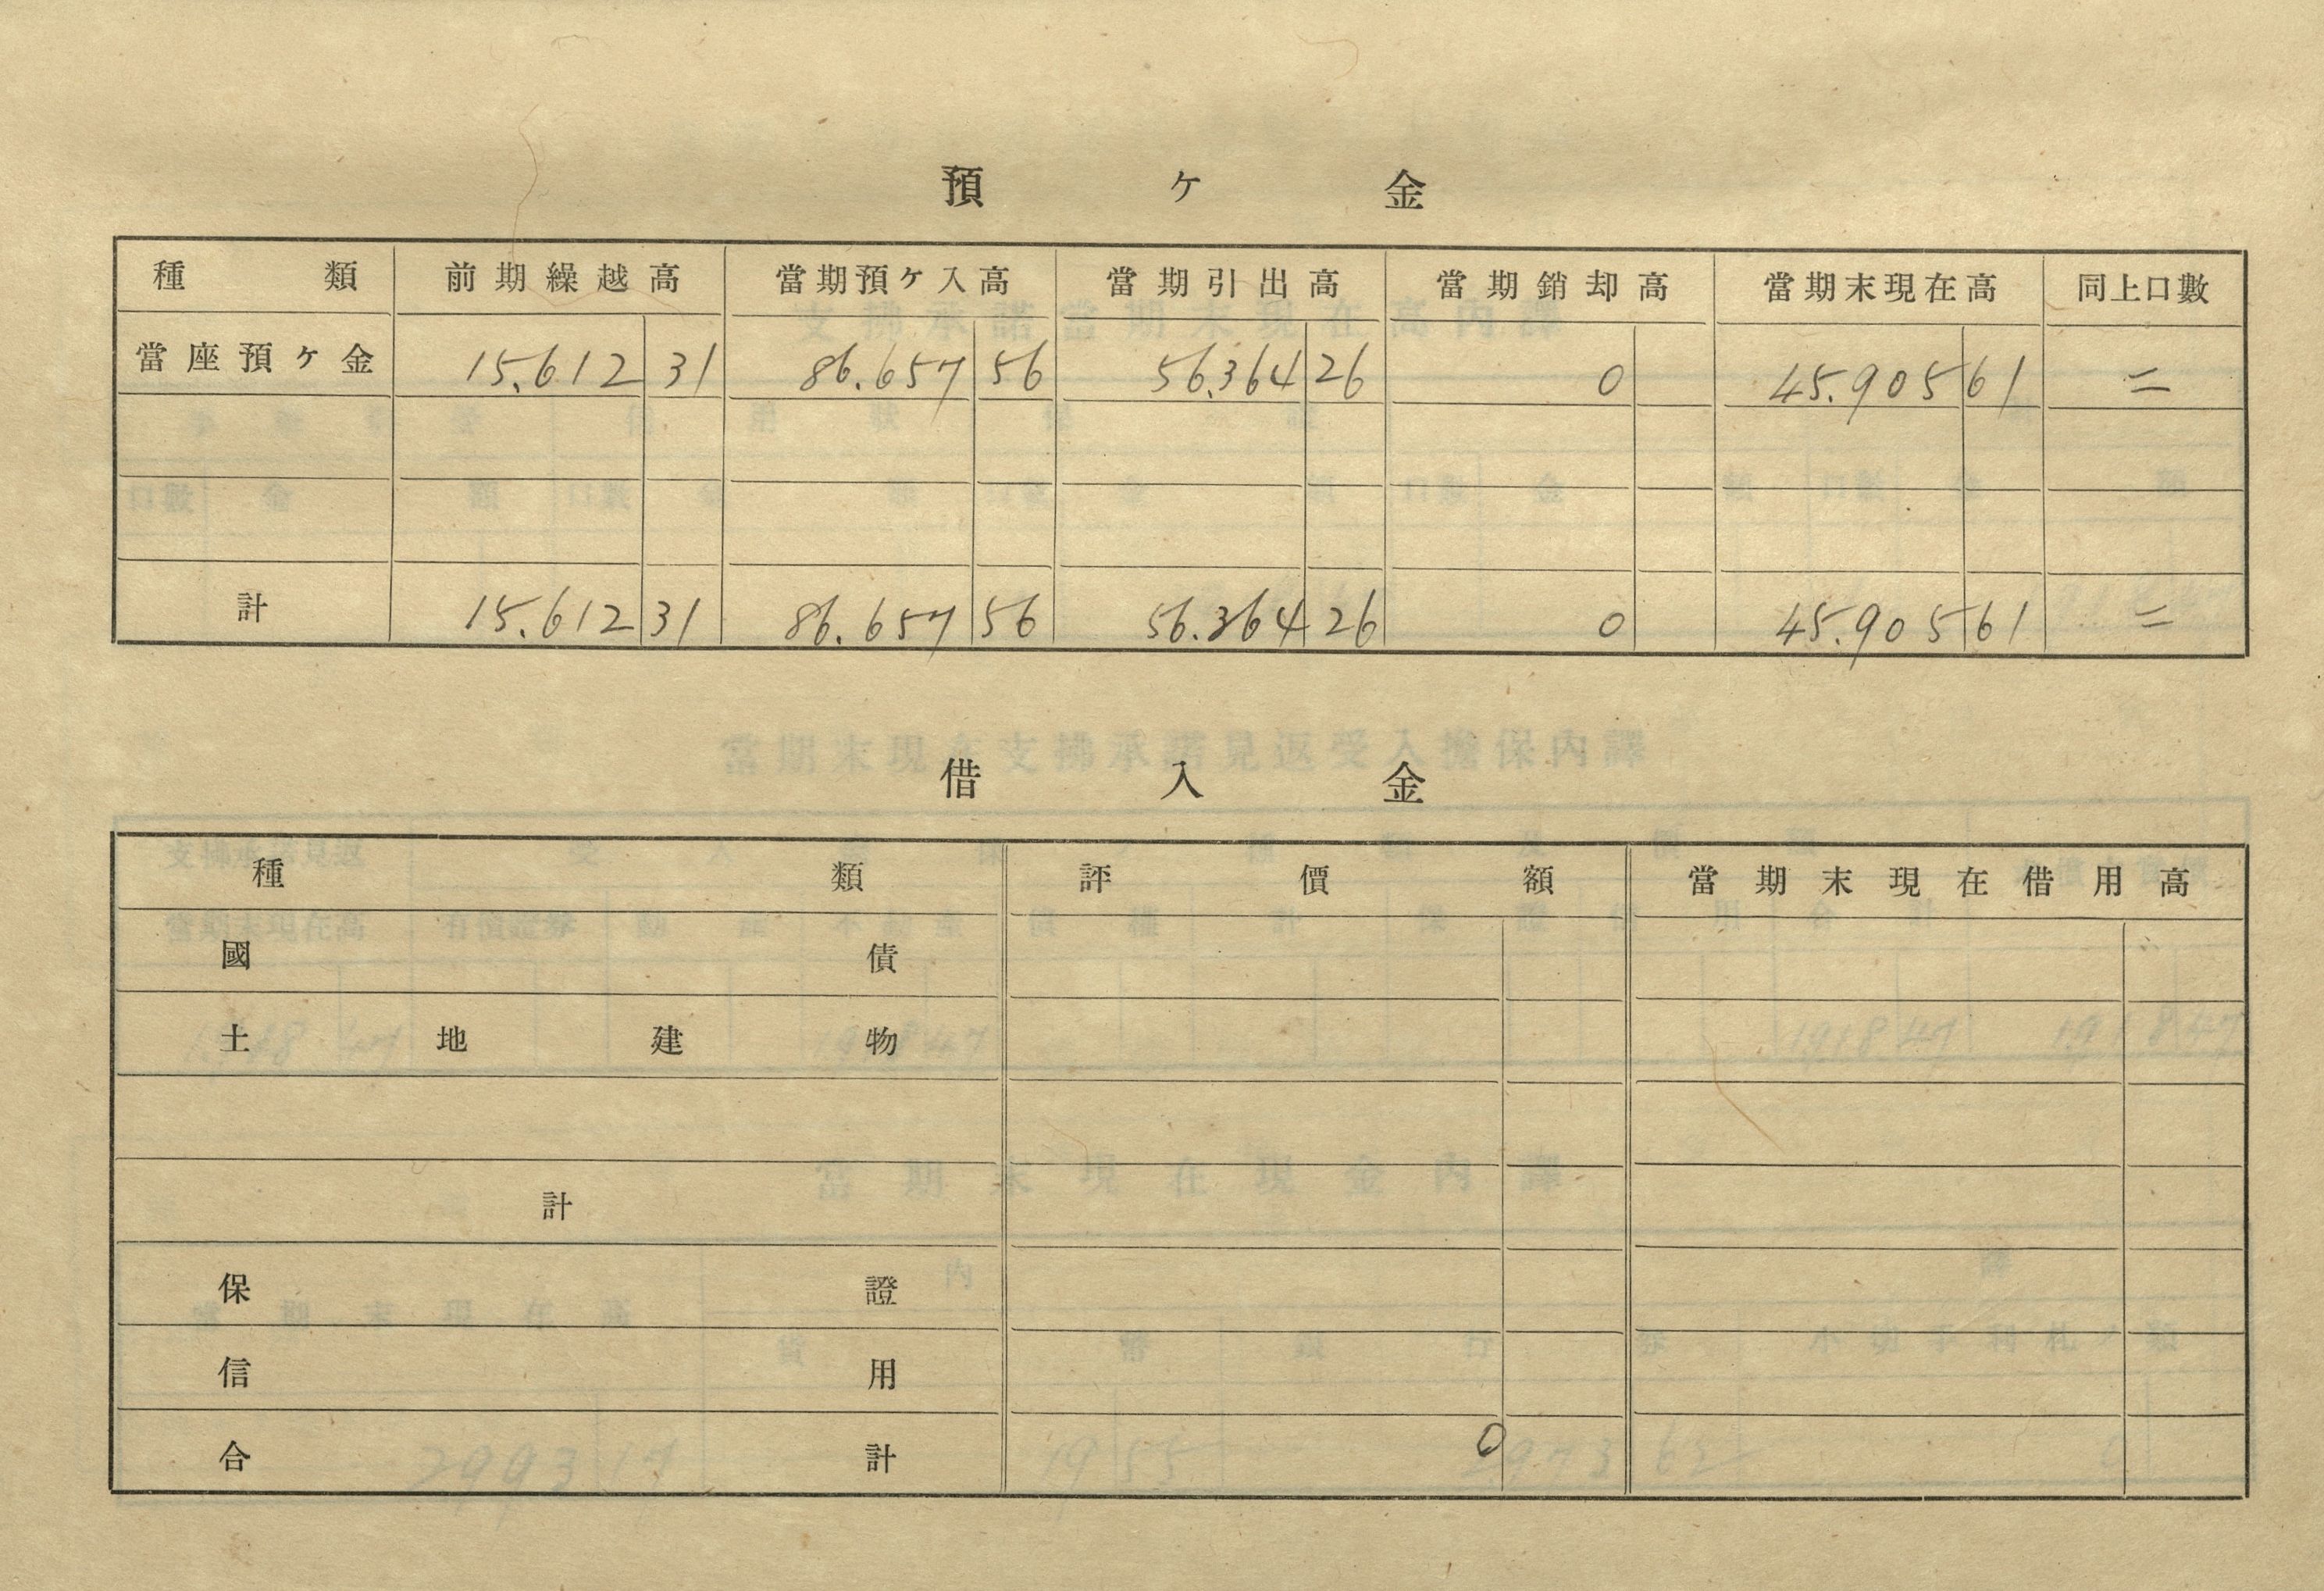 預ケ金
種類 前期繰越高 當期預ケ入高 當期引出高 當期銷却高 當期末現在高 同上口數
當座預ケ金 15.612 31 86.657 56 56.364 26 0 45.905 61 二
計 15.612 31 86.657 56 56.364 26 0 45.905 61 二
借入金
種類 評價額 當期末現在借用高
國債
土地建物
計
保證
信用
合計 0